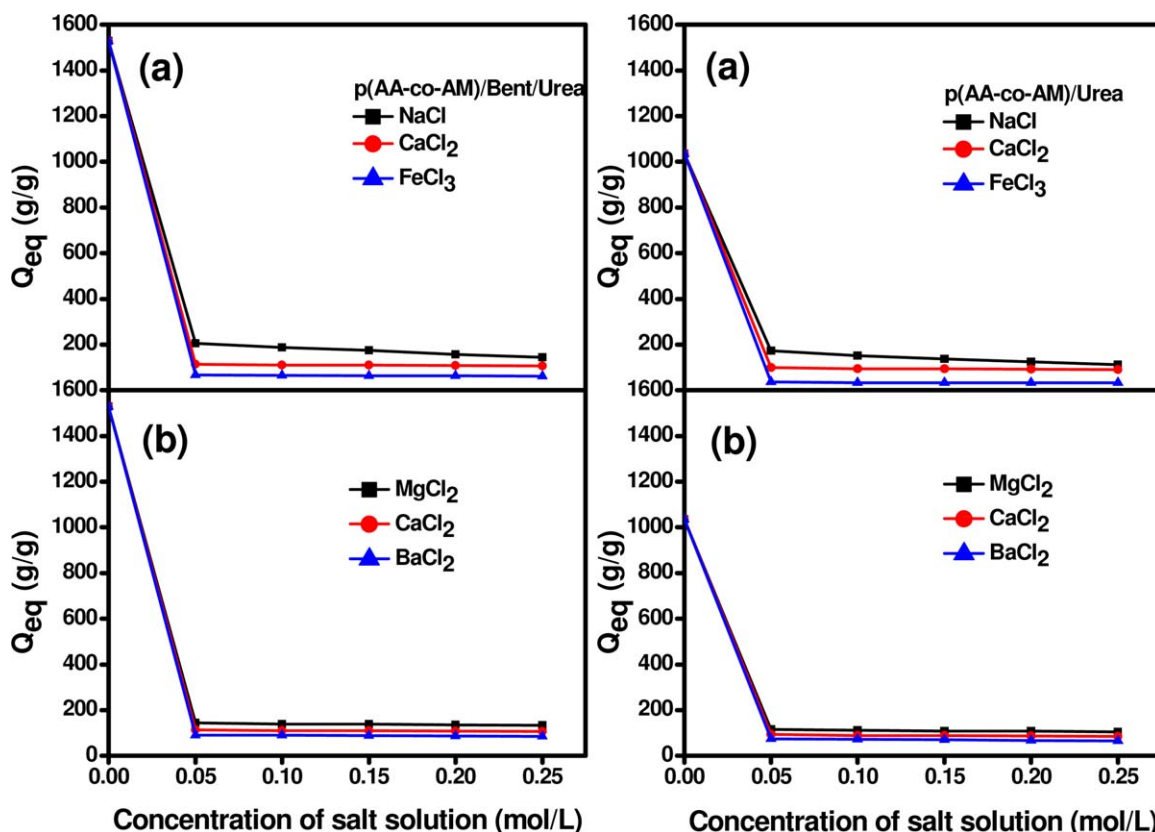 1600
1400
1200
1000
800
600
400
200
1600
1400
1200
1000
800
600
400
200
0
Qeq (g/g)
Qeq (g/g)
(a)
p(AA-co-AM)/Bent/Urea
NaCl
CaCl2
FeCl3
(b)
MgCl2
CaCl2
BaCl2
0.00 0.05 0.10 0.15 0.20 0.25
Concentration of salt solution (mol/L)
1600
1400
1200
1000
800
600
400
200
1600
1400
1200
1000
800
600
400
200
0
Qeq (g/g)
Qeq (g/g)
(a)
p(AA-co-AM)/Urea
NaCl
CaCl2
FeCl3
(b)
MgCl2
CaCl2
BaCl2
0.00 0.05 0.10 0.15 0.20 0.25
Concentration of salt solution (mol/L)